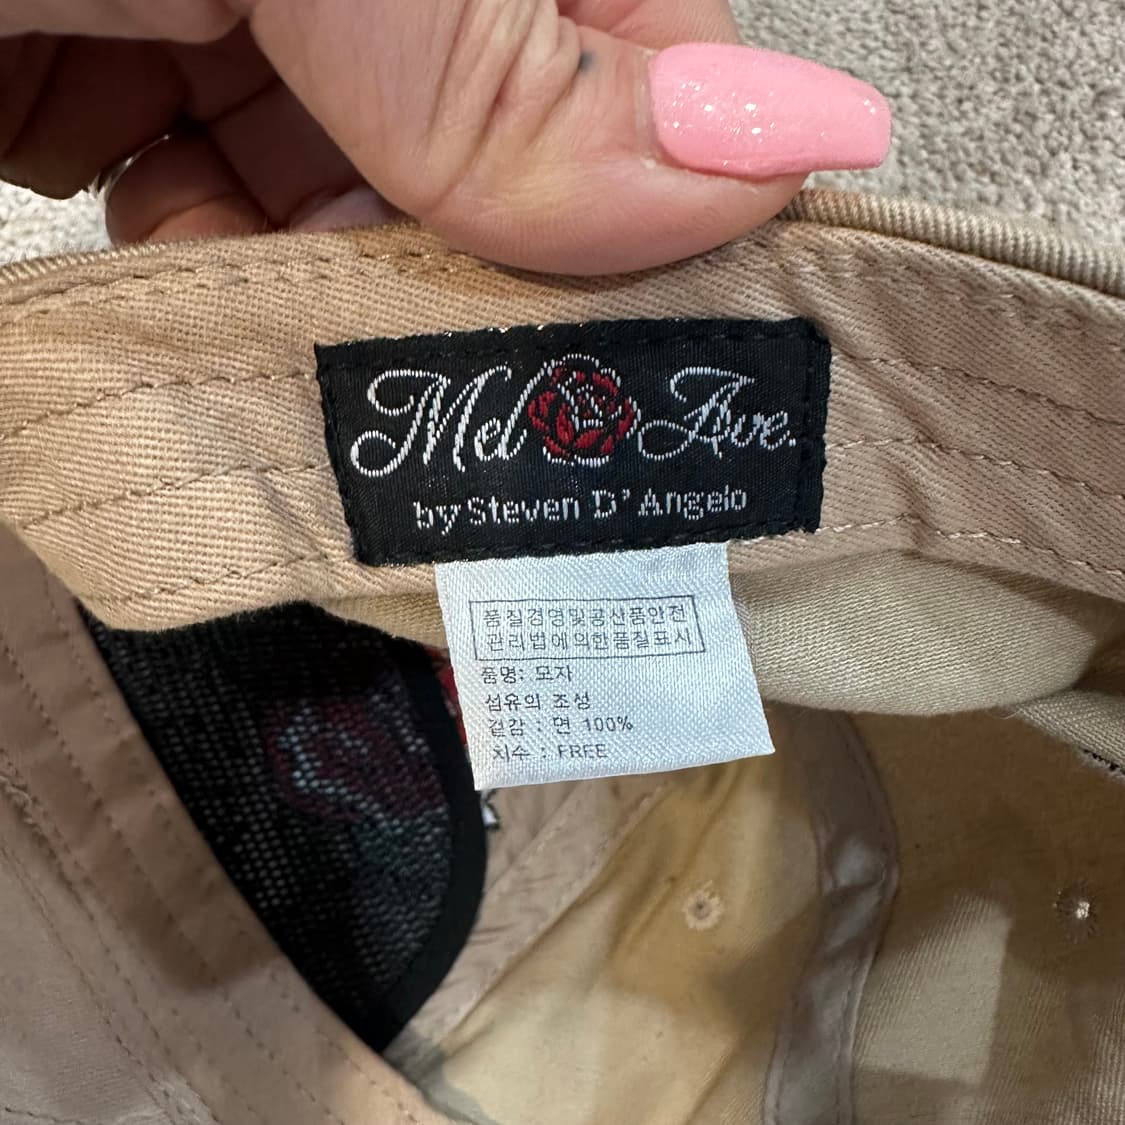 Mel Ave.
by Steven D'Angelo
품질경영및공산품안전
관리법에의한품질표시
품명: 모자
섬유의 조성
겉감 : 면 100%
치수 : FREE